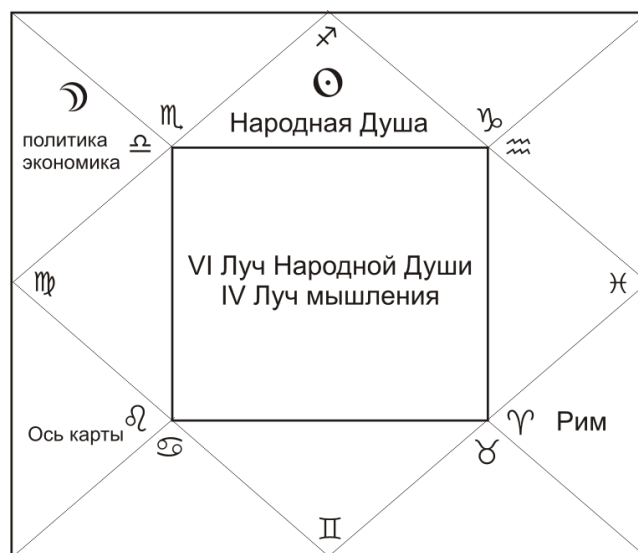 ♐
☉
☽
♏
Народная Душа
♑
политика
♎
♒
экономика
VI Луч Народной Души
♍
♓
IV Луч мышления
♌
♈
Рим
Ось карты
♋
♉
♊